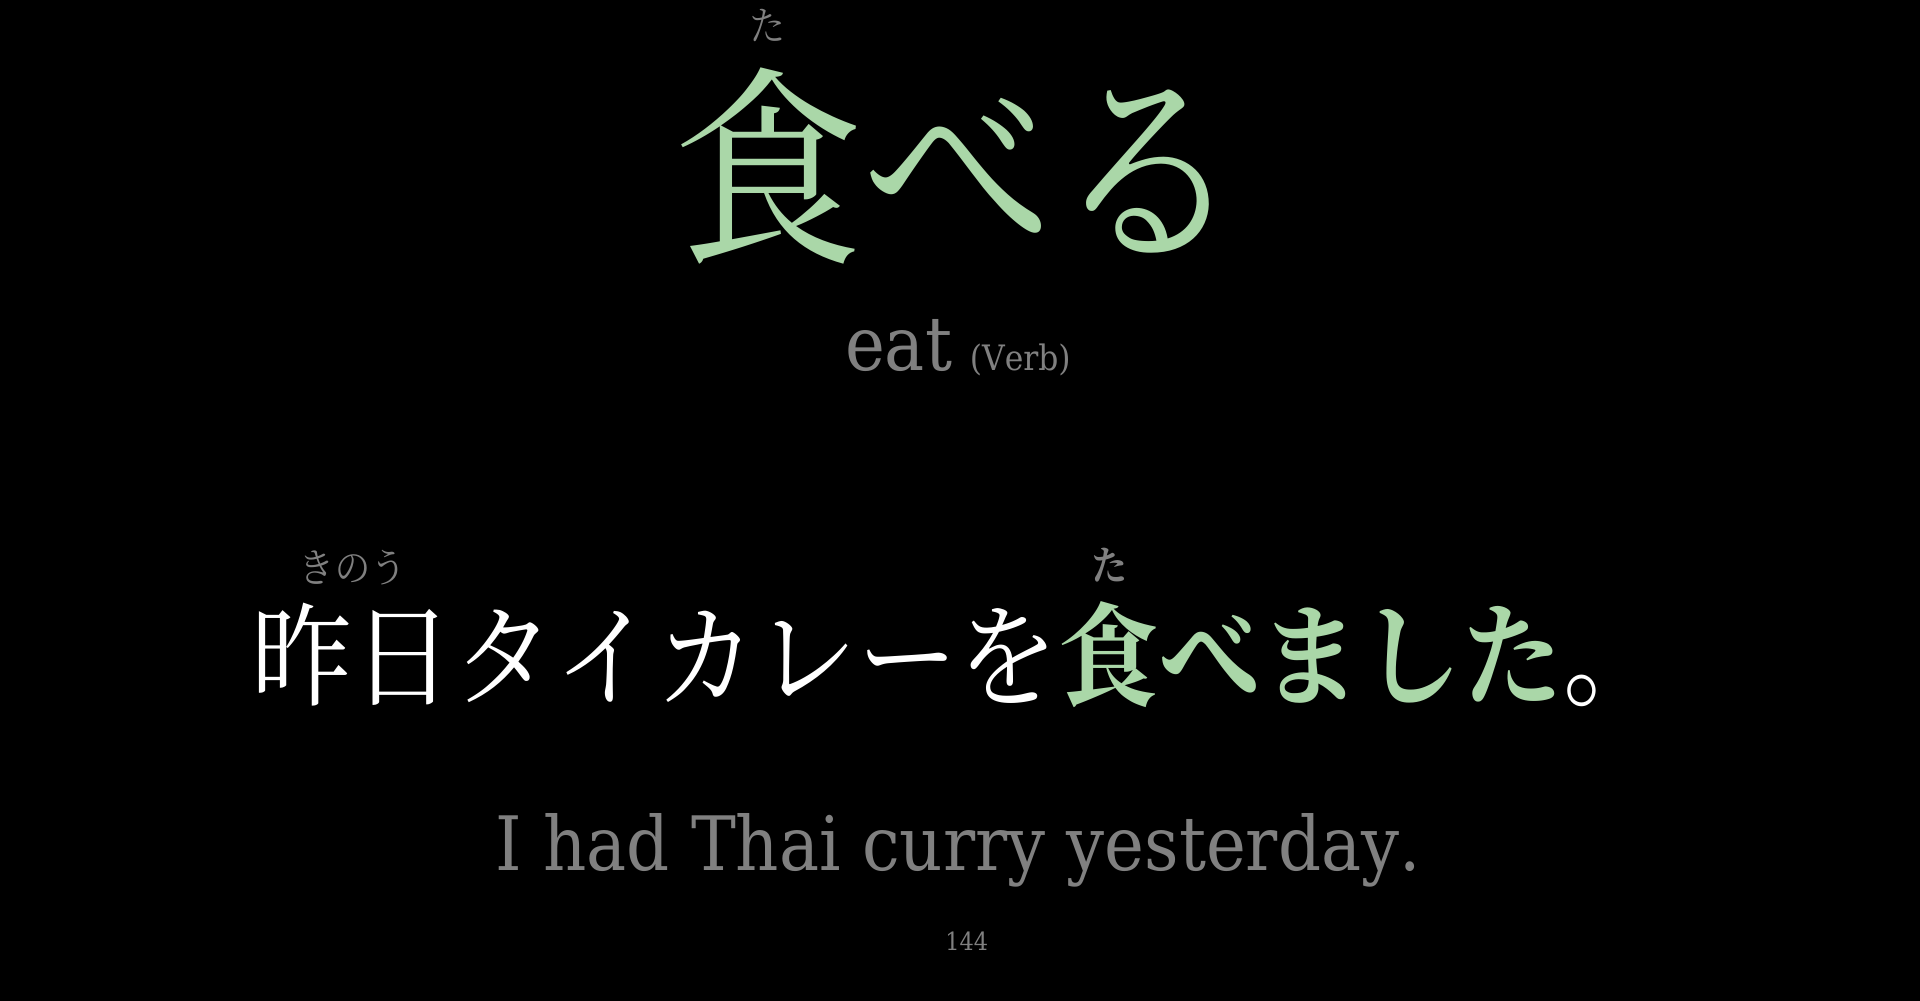 た
食べる
eat (Verb)
きのう た
昨日タイカレーを食べました。
I had Thai curry yesterday.
144